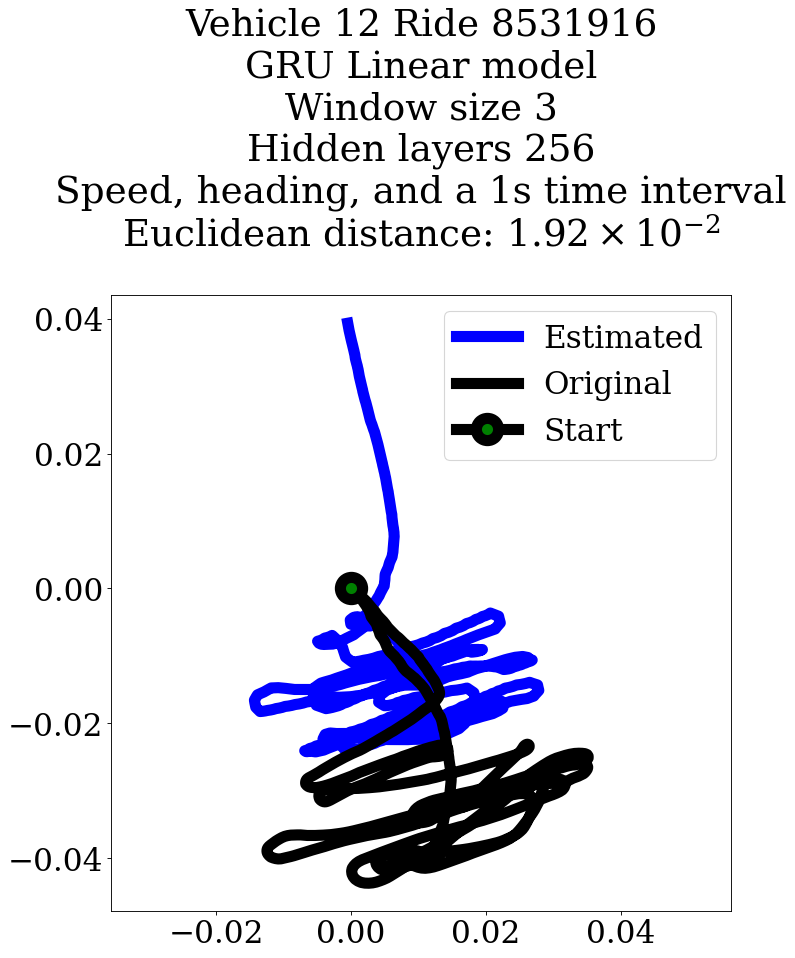 Vehicle 12 Ride 8531916
GRU Linear model
Window size 3
Hidden layers 256
Speed, heading, and a 1s time interval
Euclidean distance: 1.92 × 10⁻²
Estimated
Original
Start
0.04
0.02
0.00
−0.02
−0.04
−0.02 0.00 0.02 0.04